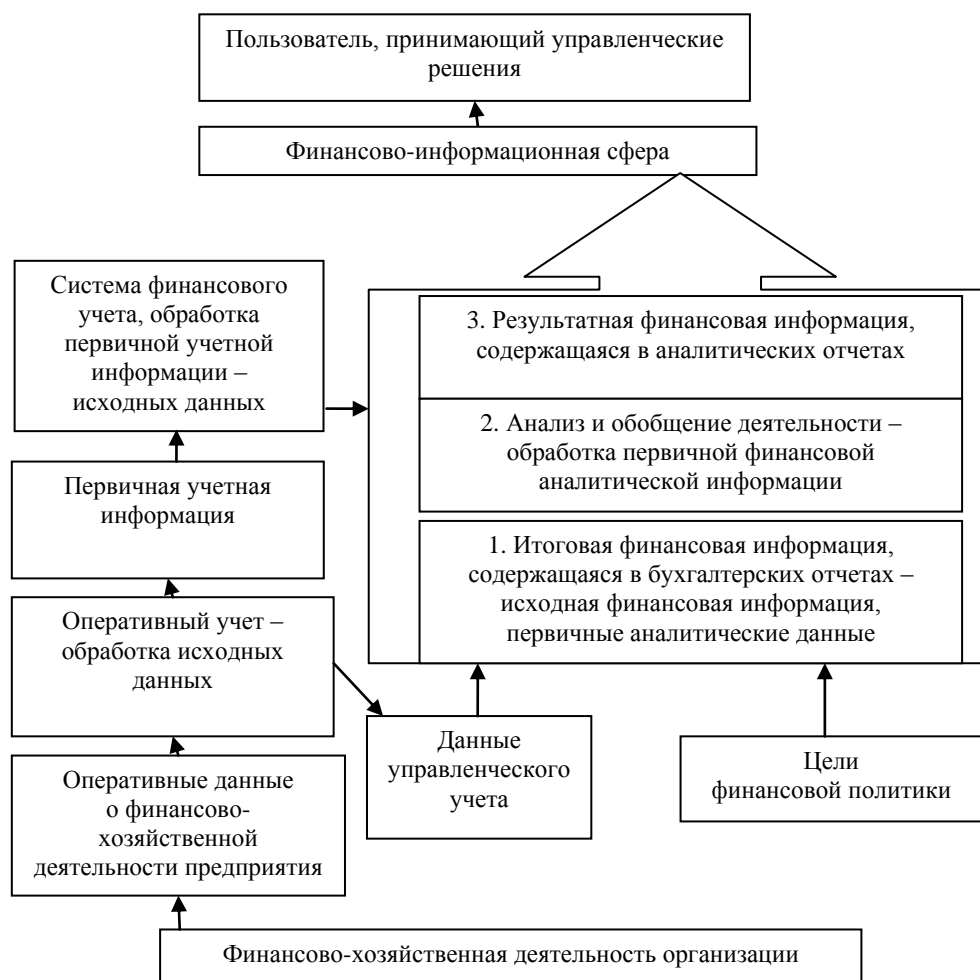 Пользователь, принимающий управленческие
решения
Финансово-информационная сфера
Система финансового
учета, обработка
первичной учетной
информации –
исходных данных
3. Результатная финансовая информация,
содержащаяся в аналитических отчетах
2. Анализ и обобщение деятельности –
обработка первичной финансовой
аналитической информации
Первичная учетная
информация
1. Итоговая финансовая информация,
содержащаяся в бухгалтерских отчетах –
исходная финансовая информация,
первичные аналитические данные
Оперативный учет –
обработка исходных
данных
Данные
управленческого
учета
Цели
финансовой политики
Оперативные данные
о финансово-
хозяйственной
деятельности предприятия
Финансово-хозяйственная деятельность организации